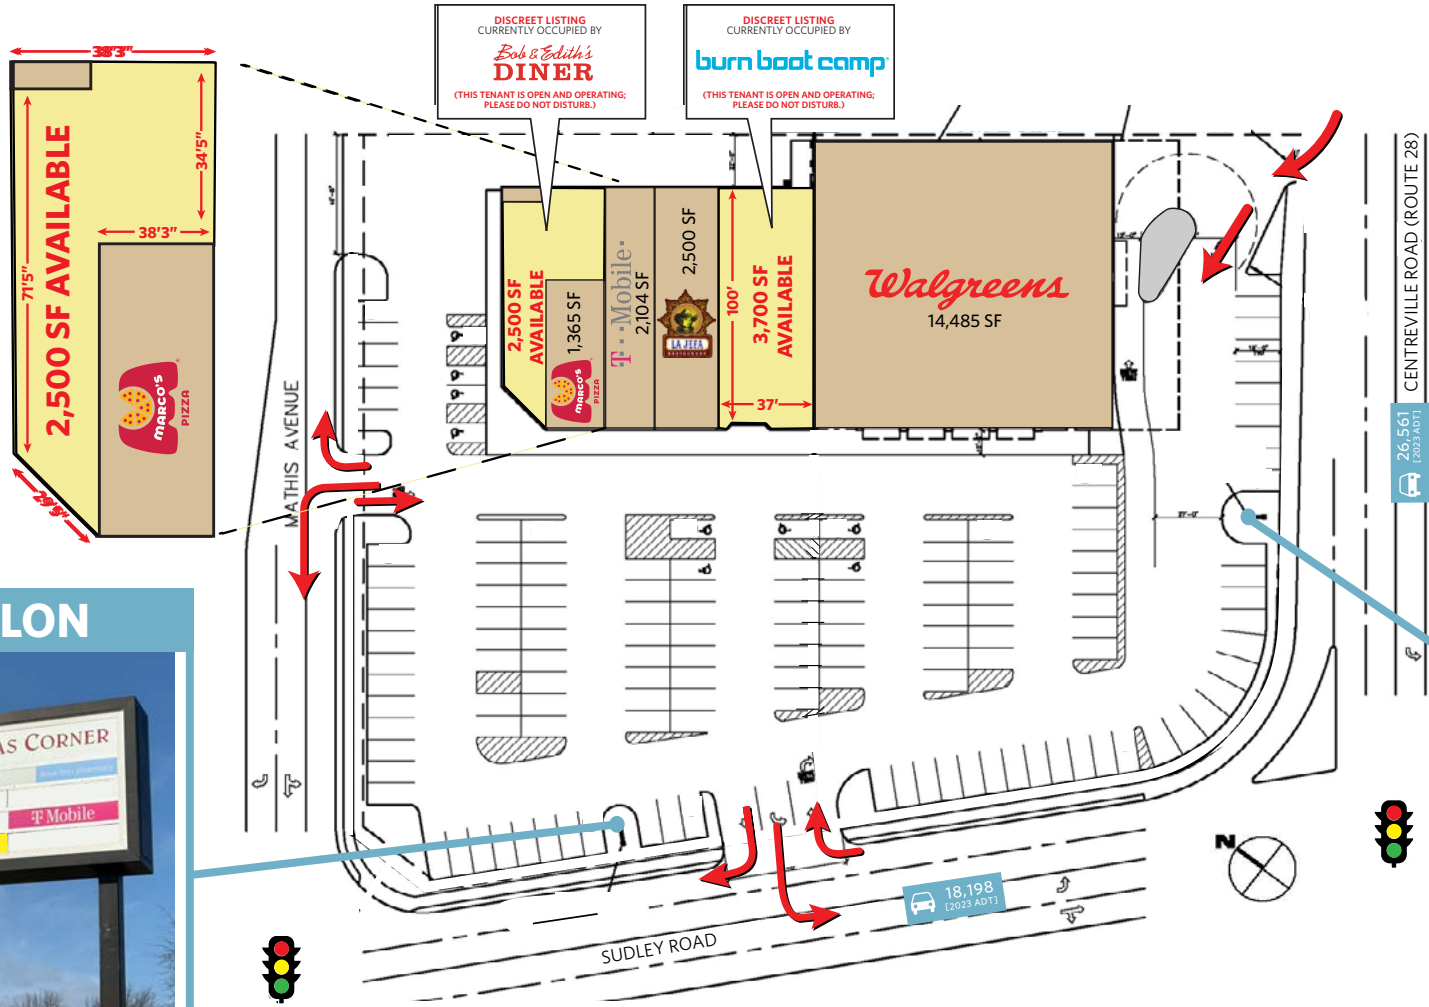 38'3"
34'5"
38'3"
71'5"
2,500 SF AVAILABLE
MARCO'S
PIZZA
DISCREET LISTING
CURRENTLY OCCUPIED BY
Bob & Edith's
DINER
(THIS TENANT IS OPEN AND OPERATING;
PLEASE DO NOT DISTURB.)
DISCREET LISTING
CURRENTLY OCCUPIED BY
burn boot camp
(THIS TENANT IS OPEN AND OPERATING;
PLEASE DO NOT DISTURB.)
2,500 SF
AVAILABLE
1,365 SF
MARCO'S
PIZZA
T··Mobile·
2,104 SF
2,500 SF
LA JEFA
RESTAURANT
100'
3,700 SF
AVAILABLE
37'
Walgreens
14,485 SF
CENTREVILLE ROAD (ROUTE 28)
26,561
[2023 ADT]
MATHIS AVENUE
LON
AS CORNER
drive thru pharmacy
T Mobile
18,198
[2023 ADT]
SUDLEY ROAD
N